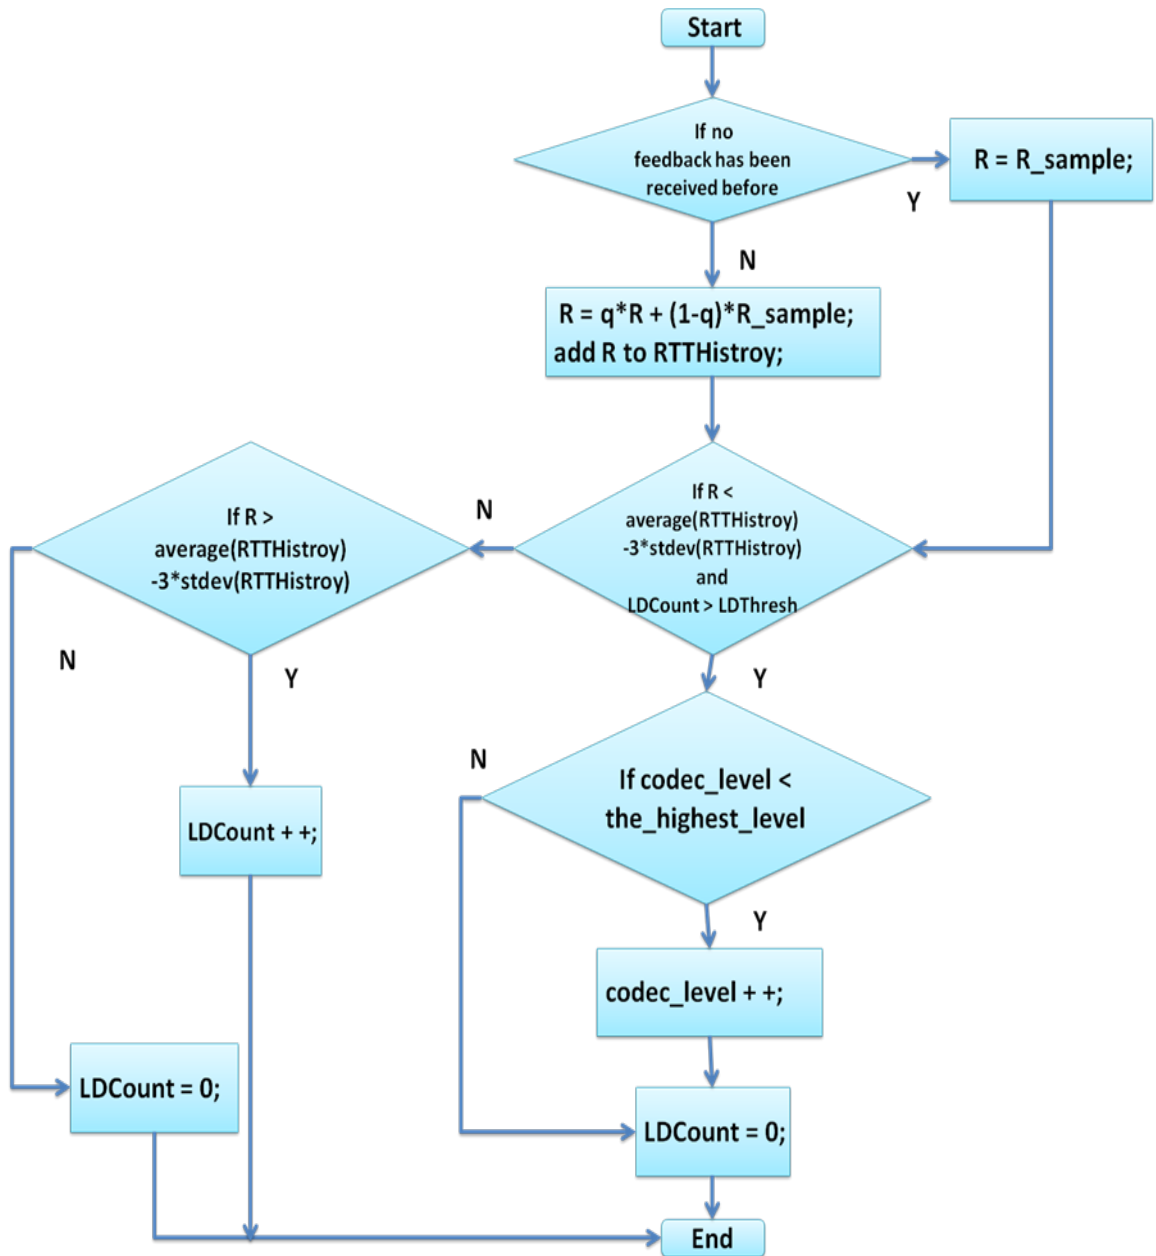 Start
If no
feedback has been
received before
Y
R = R_sample;
N
R = q*R + (1-q)*R_sample;
add R to RTTHistroy;
If R <
average(RTTHistroy)
-3*stdev(RTTHistroy)
and
LDCount > LDThresh
N
If R >
average(RTTHistroy)
-3*stdev(RTTHistroy)
N
Y
LDCount + +;
LDCount = 0;
Y
If codec_level <
the_highest_level
N
Y
codec_level + +;
LDCount = 0;
End